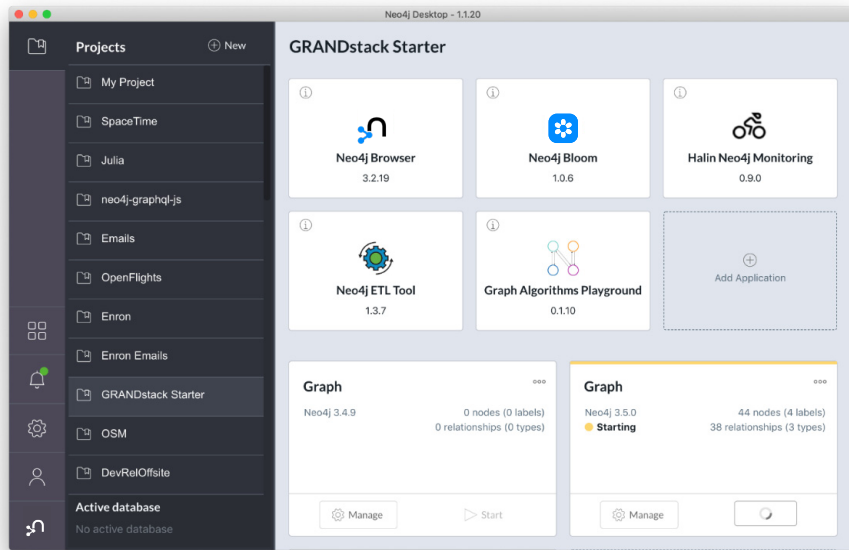 Neo4j Desktop - 1.1.20
Projects
New
My Project
SpaceTime
Julia
neo4j-graphql-js
Emails
OpenFlights
Enron
Enron Emails
GRANDstack Starter
OSM
DevRelOffsite
Active database
No active database
GRANDstack Starter
Neo4j Browser
3.2.19
Neo4j Bloom
1.0.6
Halin Neo4j Monitoring
0.9.0
Neo4j ETL Tool
1.3.7
Graph Algorithms Playground
0.1.10
Add Application
Graph
Neo4j 3.4.9
0 nodes (0 labels)
0 relationships (0 types)
Manage
Start
Graph
Neo4j 3.5.0
44 nodes (4 labels)
Starting
38 relationships (3 types)
Manage